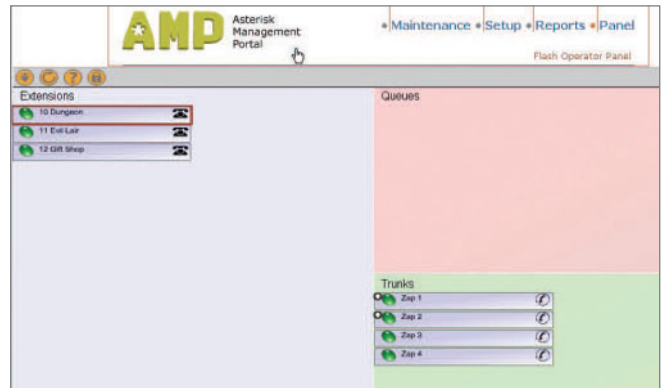 AMP
Asterisk
Management
Portal
Maintenance Setup Reports Panel
Flash Operator Panel
?
Extensions
10 Dungeon
11 Evil Lair
12 Gift Shop
Queues
Trunks
Zap 1
Zap 2
Zap 3
Zap 4